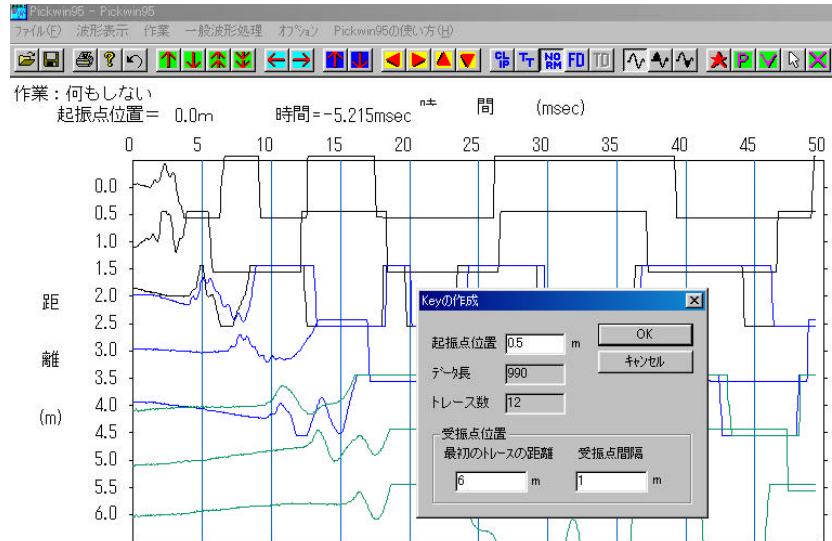 Pickwin95 - Pickwin95
ファイル(F) 波形表示 作業 一般波形処理 オプション Pickwin95の使い方(H)
CLIP TT NORM FD TD P
作業：何もしない
起振点位置＝ 0.0m 時間=-5.215msec 時 間 (msec)
0 5 10 15 20 25 30 35 40 45 50
0.0
0.5
1.0
1.5
2.0
2.5
3.0
3.5
4.0
4.5
5.0
5.5
6.0
距
離
(m)
Keyの作成
起振点位置 0.5 m OK
データ長 990 キャンセル
トレース数 12
受振点位置
最初のトレースの距離 受振点間隔
6 m 1 m